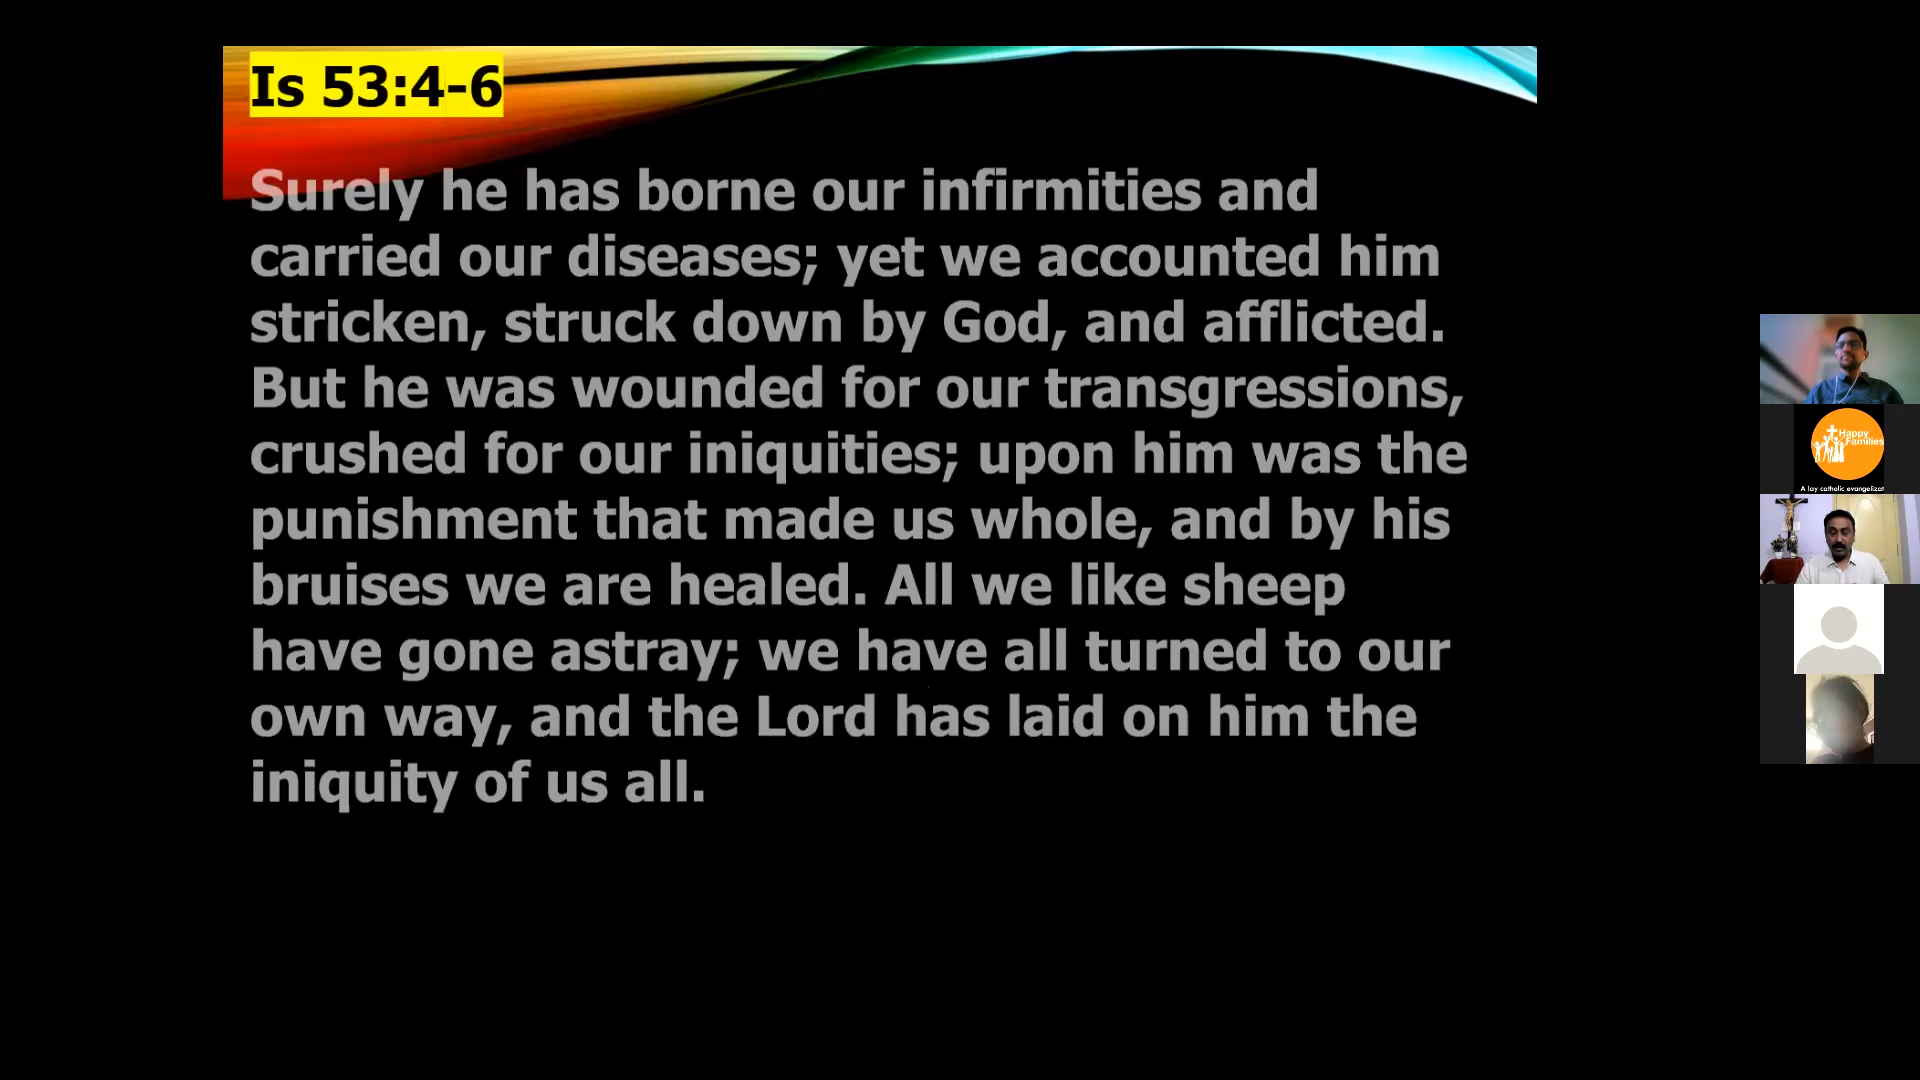 Is 53:4-6
Surely he has borne our infirmities and
carried our diseases; yet we accounted him
stricken, struck down by God, and afflicted.
But he was wounded for our transgressions,
crushed for our iniquities; upon him was the
punishment that made us whole, and by his
bruises we are healed. All we like sheep
have gone astray; we have all turned to our
own way, and the Lord has laid on him the
iniquity of us all.
Happy
Families
A lay catholic evangelizat